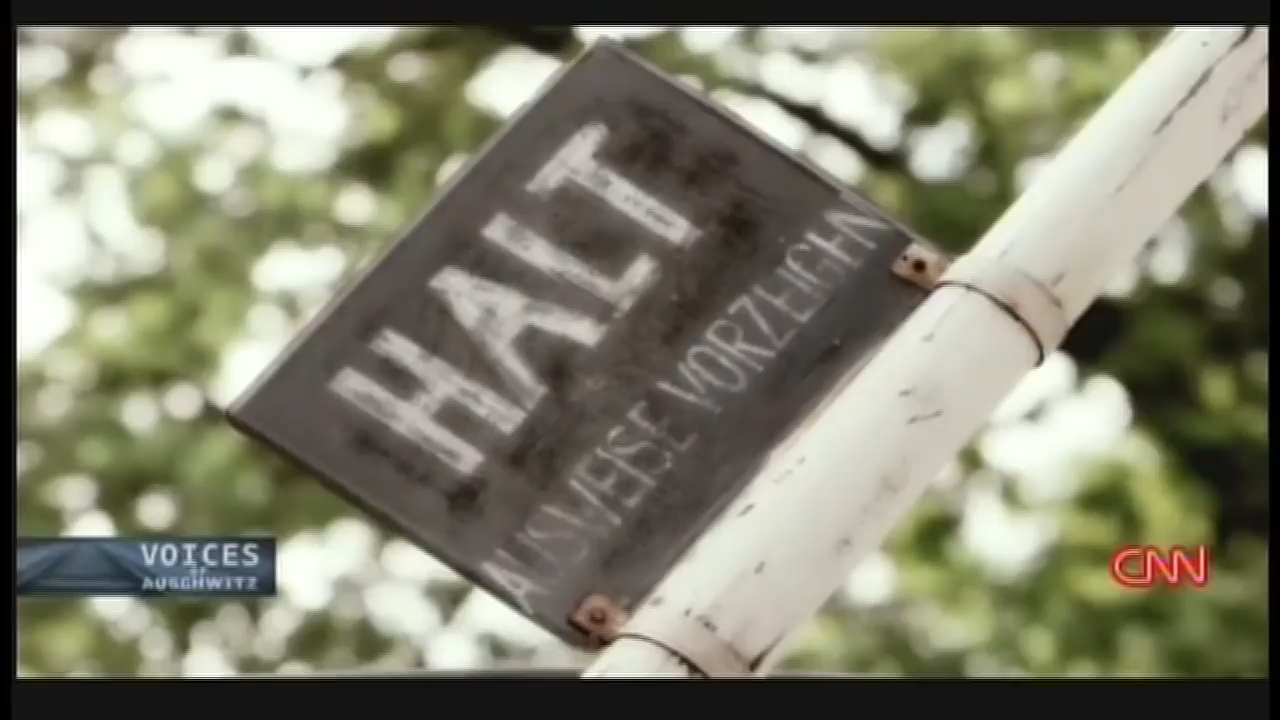 HALT
AUSWEISE VORZEIGEN
VOICES
OF
AUSCHWITZ
CNN